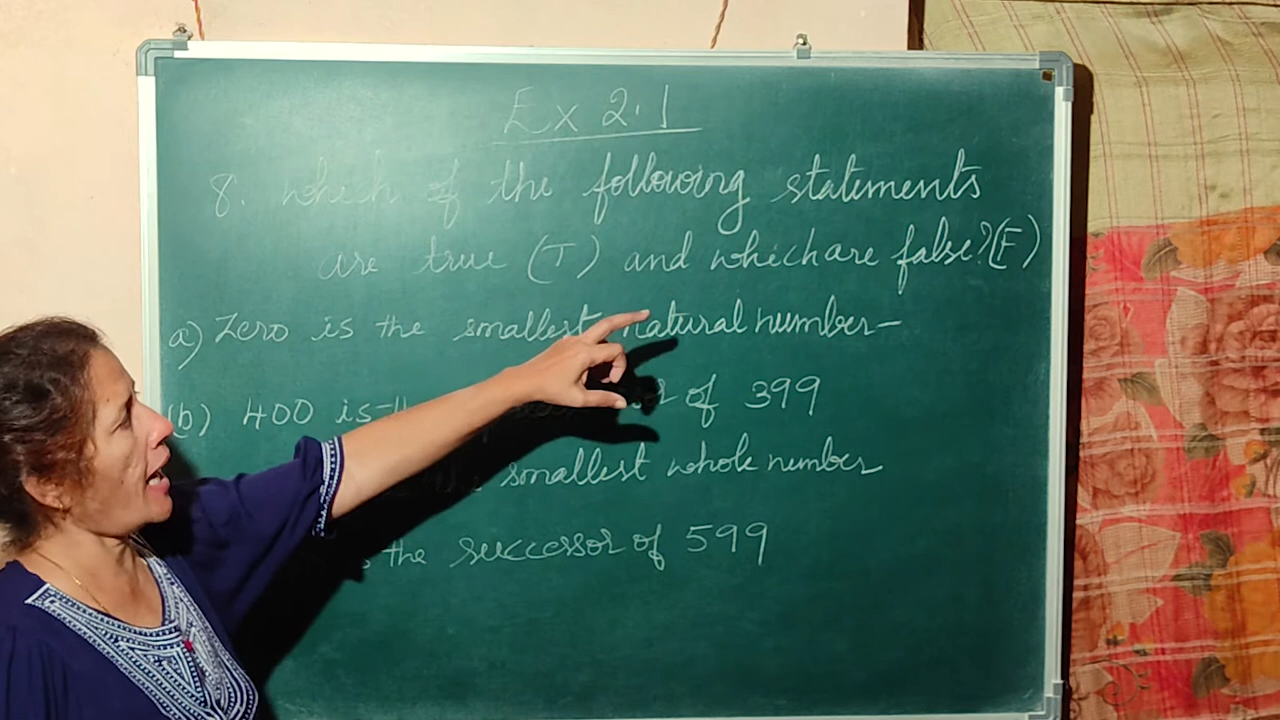 Ex 2.1
8. which of the following statements
are true (T) and which are false? (F)
a) Zero is the smallest natural number-
(b) 400 is the of 399
smallest whole number
the successor of 599